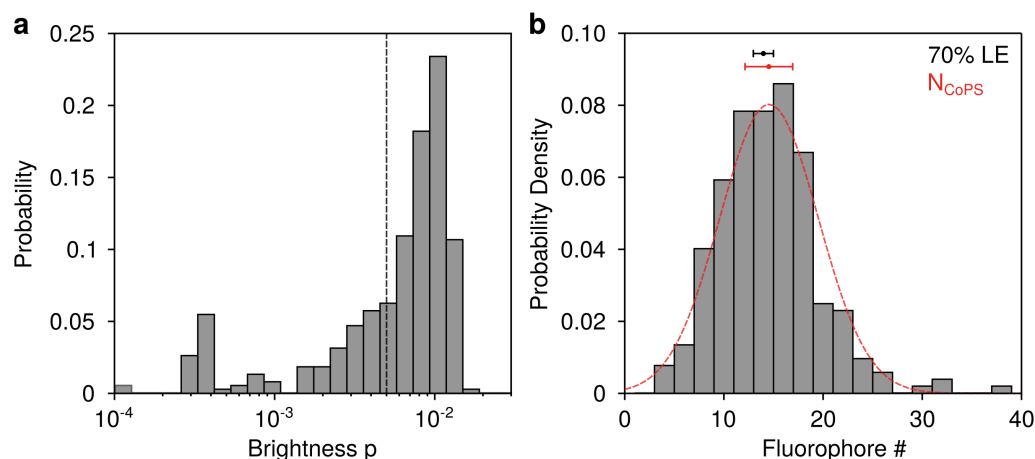 a
0.25
0.2
0.15
0.1
0.05
0
Probability
10⁻⁴
10⁻³
10⁻²
Brightness p
b
0.10
0.08
0.06
0.04
0.02
0.00
Probability Density
70% LE
N_CoPS
0
10
20
30
40
Fluorophore #